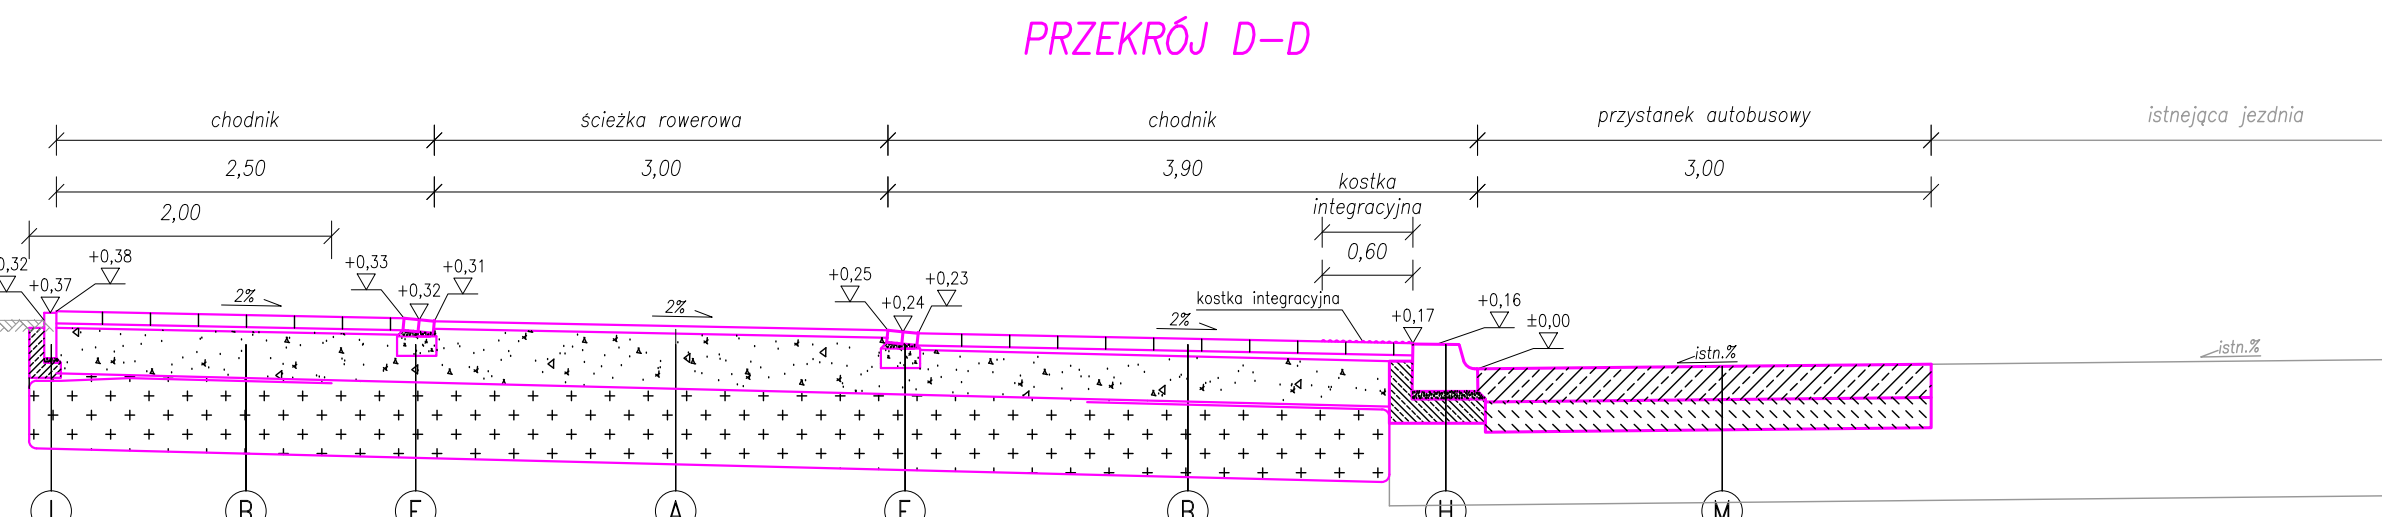 PRZEKRÓJ D-D
chodnik
ścieżka rowerowa
chodnik
przystanek autobusowy
istniejąca jezdnia
2,50
3,00
3,90
3,00
kostka
integracyjna
2,00
0,60
+0,38
+0,37
+0,33
+0,32
+0,31
+0,25
+0,24
+0,23
kostka integracyjna
+0,17
+0,16
±0,00
2%
2%
2%
istn.%
istn.%
B
A
B
H
M